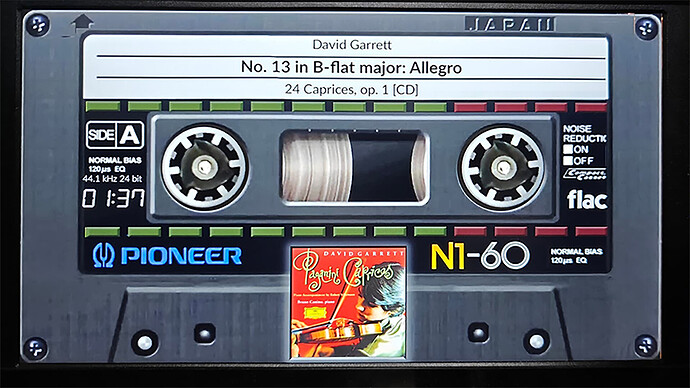 JAPAN
David Garrett
No. 13 in B-flat major: Allegro
24 Caprices, op. 1 [CD]
SIDE A
NORMAL BIAS
120µs EQ
44.1 kHz 24 bit
01:37
NOISE
REDUCTIO
ON
OFF
flac
PIONEER
N1-60
NORMAL BIAS
120µs EQ
DAVID GARRETT
Paganini Caprices